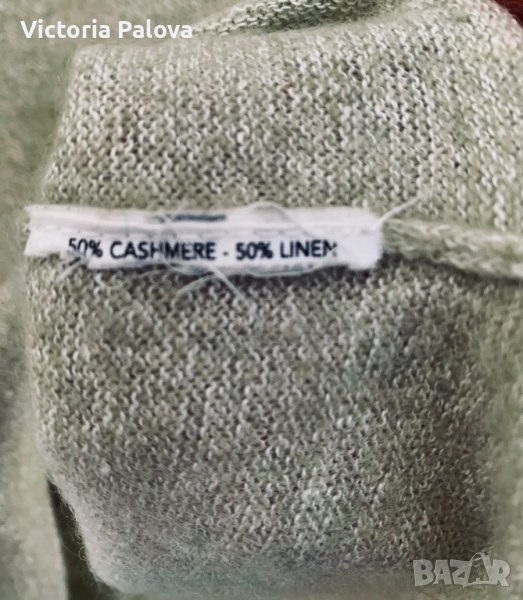 Victoria Palova
50% CASHMERE - 50% LINEN
BAZAR